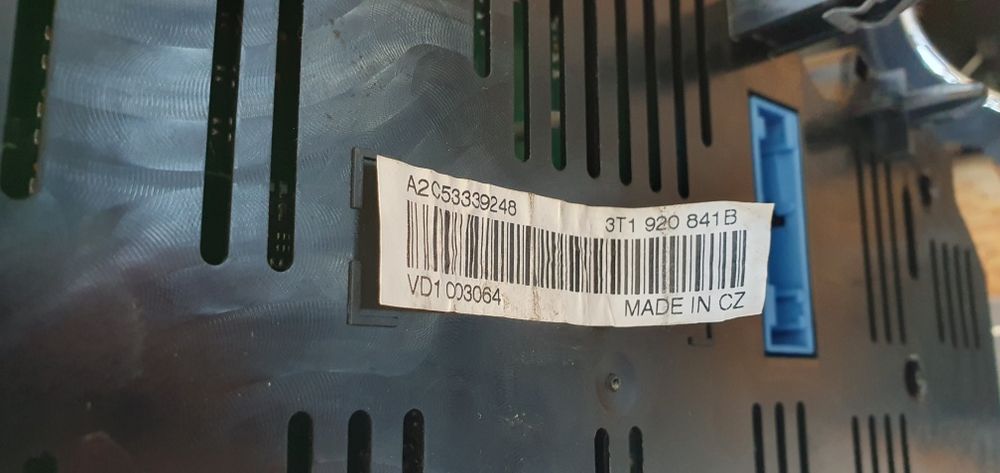 A2C53339248
3T1 920 841B
VD1 003064
MADE IN CZ